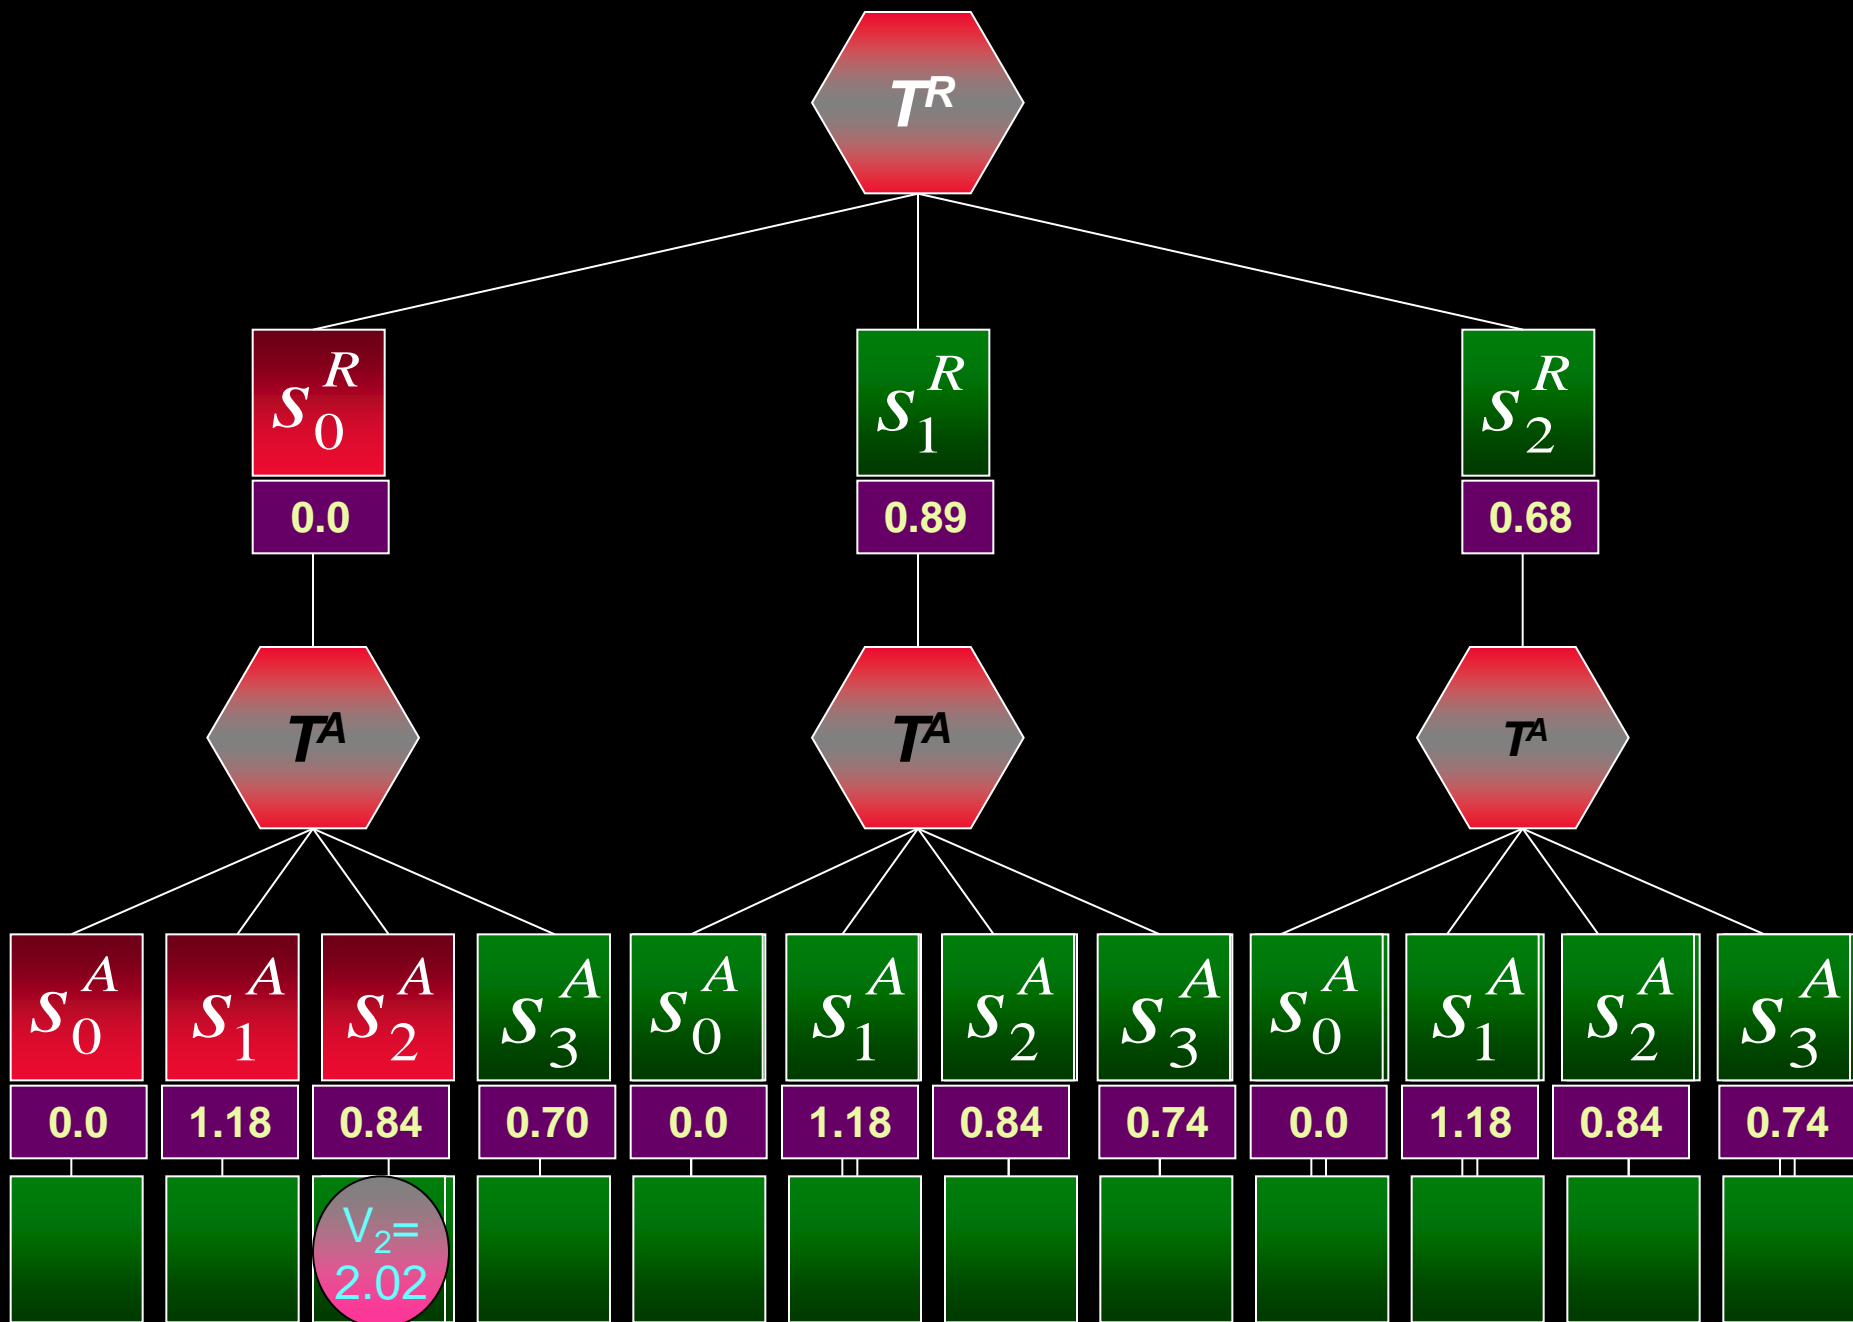 T^R
s_0^R s_1^R s_2^R
0.0 0.89 0.68
T^A T^A T^A
s_0^A s_1^A s_2^A s_3^A s_0^A s_1^A s_2^A s_3^A s_0^A s_1^A s_2^A s_3^A
0.0 1.18 0.84 0.70 0.0 1.18 0.84 0.74 0.0 1.18 0.84 0.74
V_2=
2.02